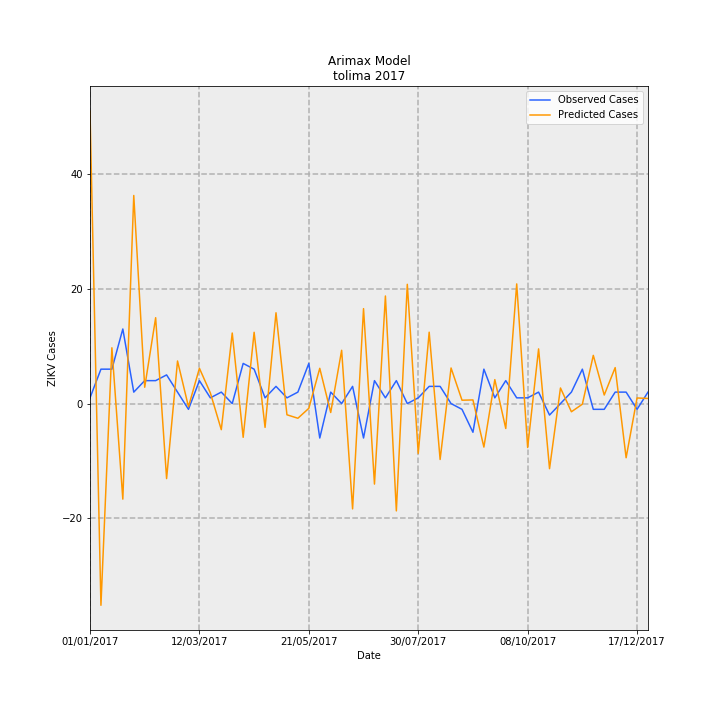 Arimax Model
tolima 2017
Observed Cases
Predicted Cases
ZIKV Cases
40
20
0
−20
01/01/2017 12/03/2017 21/05/2017 30/07/2017 08/10/2017 17/12/2017
Date